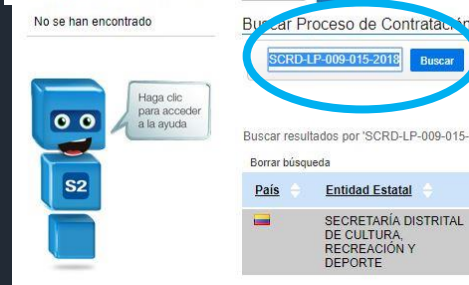 No se han encontrado
Haga clic
para acceder
a la ayuda
S2
Buscar Proceso de Contratación
SCRD-LP-009-015-2018
Buscar
Buscar resultados por 'SCRD-LP-009-015-
Borrar búsqueda
País
Entidad Estatal
SECRETARÍA DISTRITAL
DE CULTURA,
RECREACIÓN Y
DEPORTE